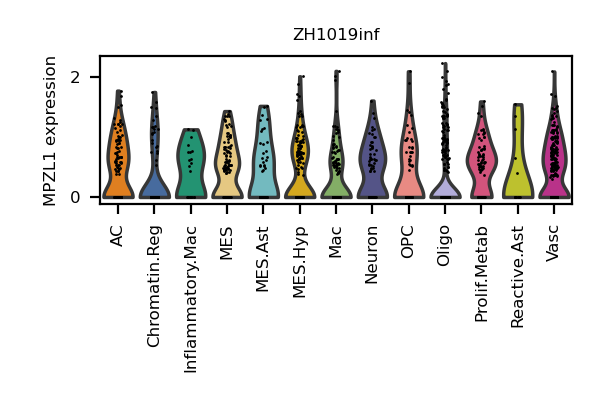 ZH1019inf
MPZL1 expression
2
0
AC
Chromatin.Reg
Inflammatory.Mac
MES
MES.Ast
MES.Hyp
Mac
Neuron
OPC
Oligo
Prolif.Metab
Reactive.Ast
Vasc